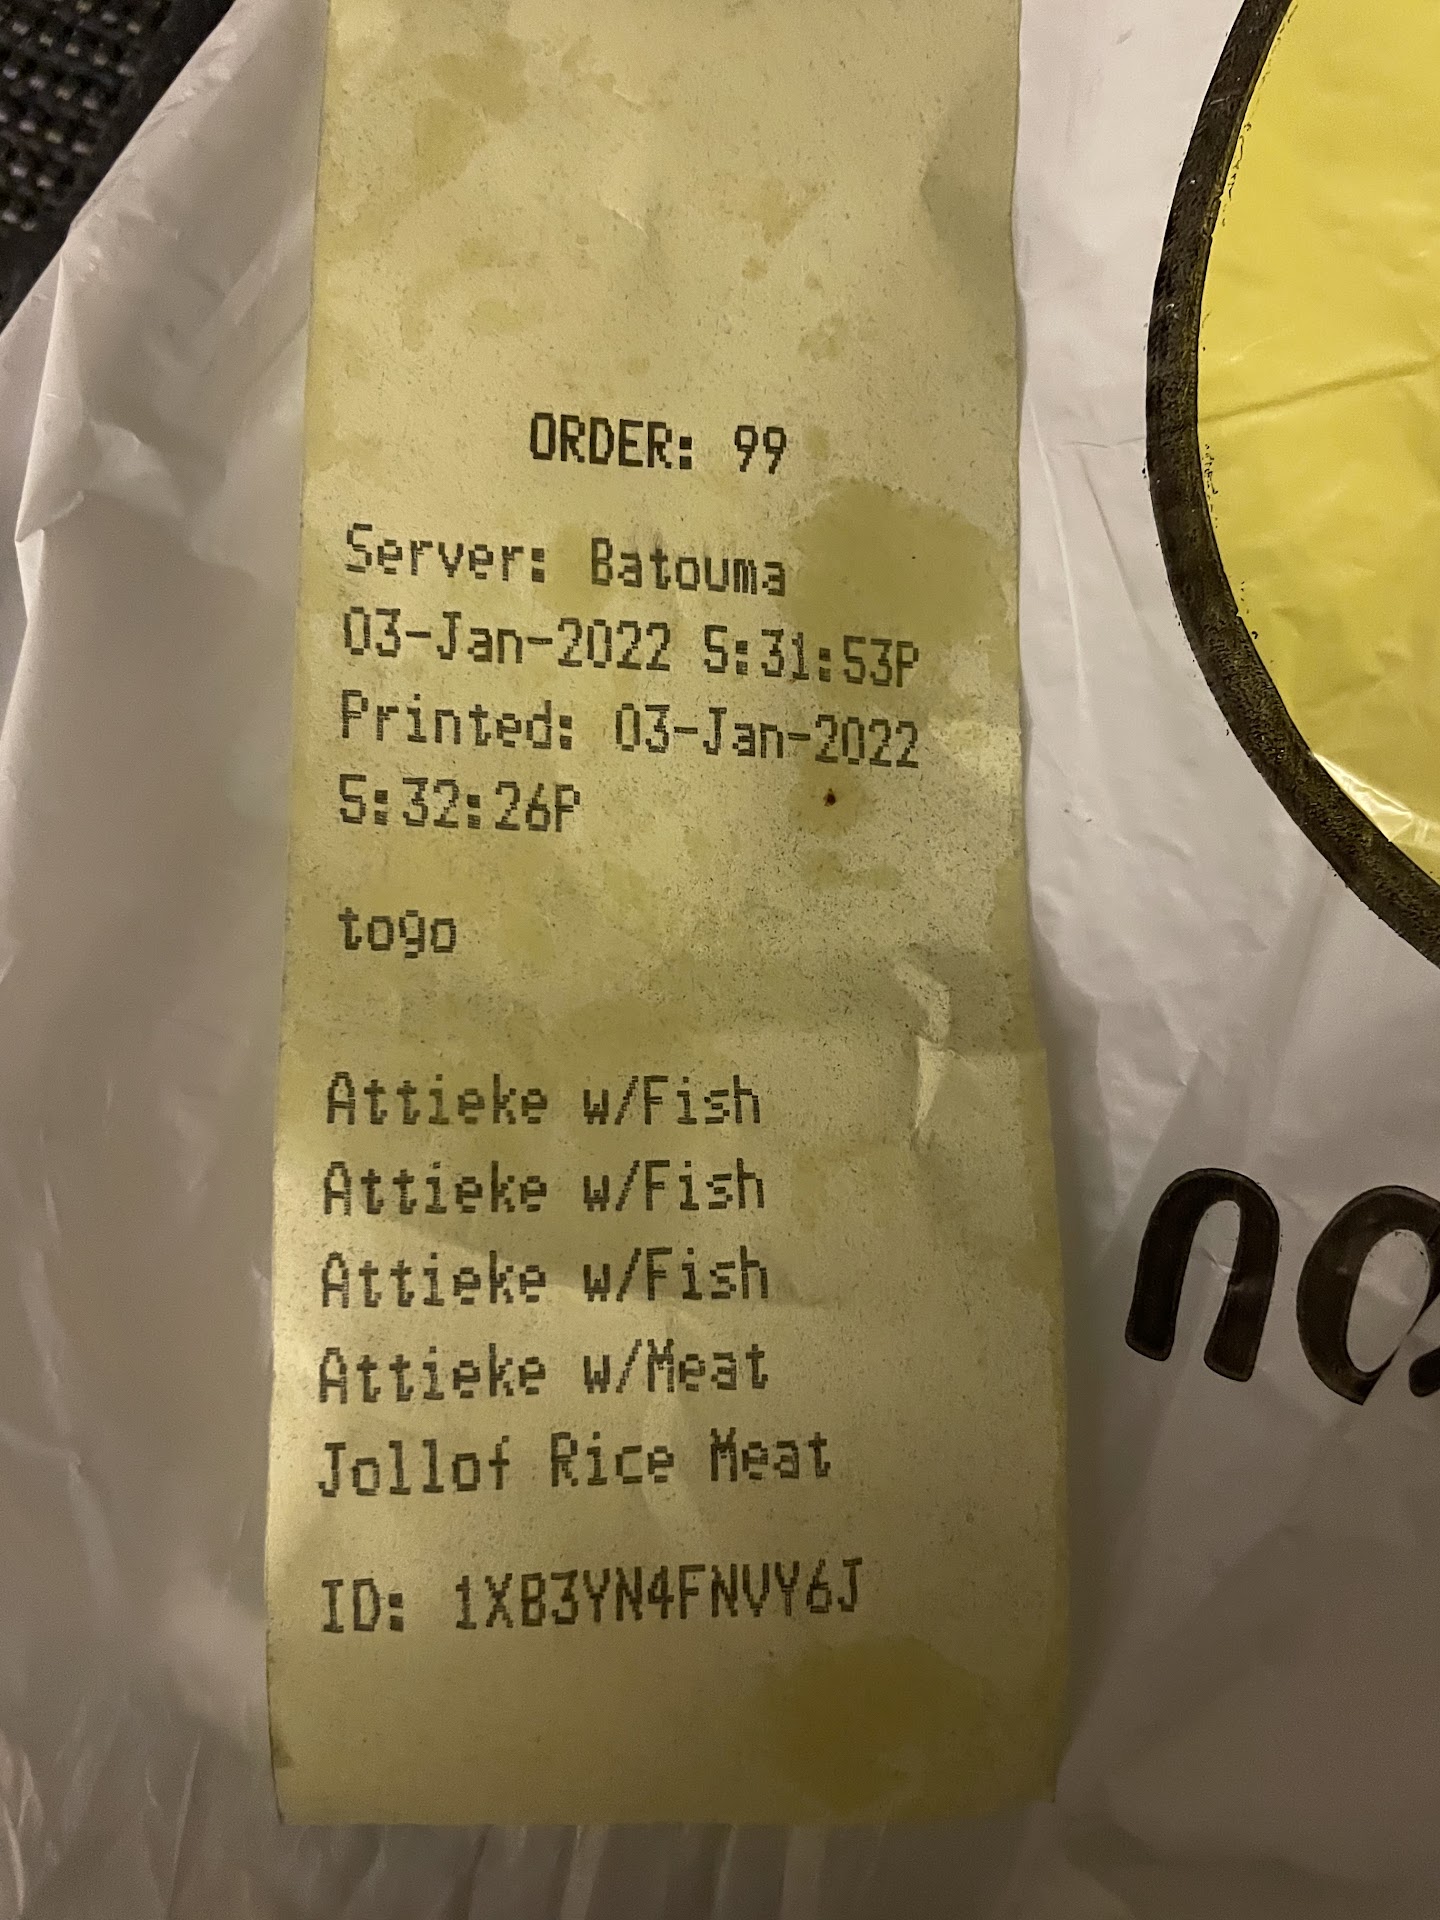 ORDER: 99
Server: Batouma
03-Jan-2022 5:31:53P
Printed: 03-Jan-2022
5:32:26P
togo
Attieke w/Fish
Attieke w/Fish
Attieke w/Fish
Attieke w/Meat
Jollof Rice Meat
ID: 1XB3YN4FNVY6J